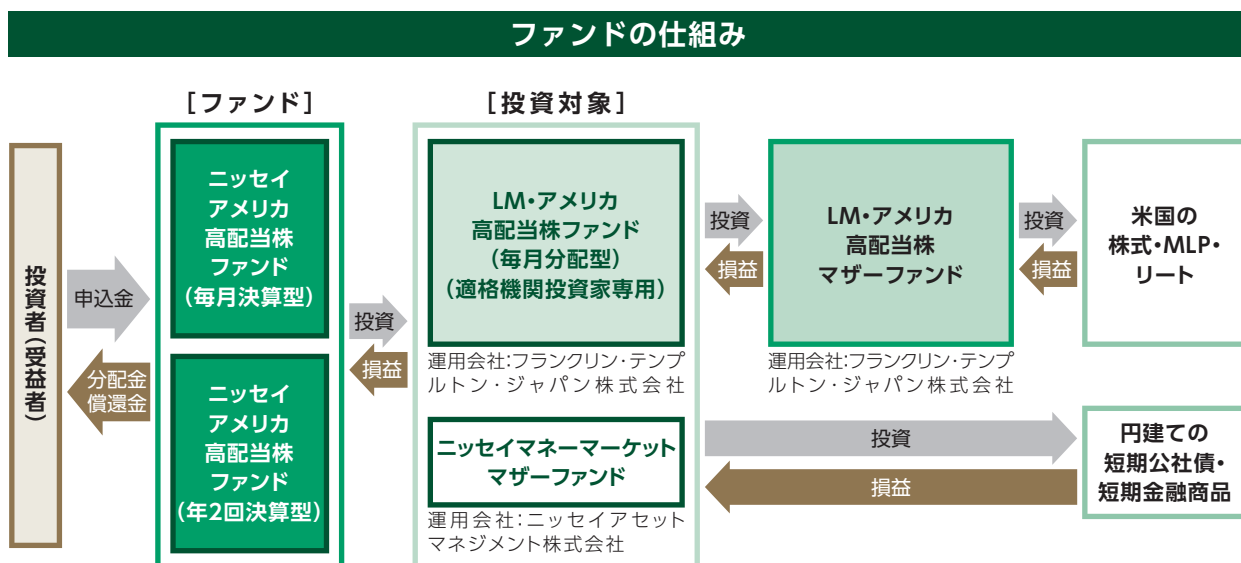 ファンドの仕組み
[ファンド]
[投資対象]
投資者(受益者)
申込金
分配金
償還金
ニッセイ
アメリカ
高配当株
ファンド
(毎月決算型)
ニッセイ
アメリカ
高配当株
ファンド
(年2回決算型)
投資
損益
LM・アメリカ
高配当株ファンド
(毎月分配型)
(適格機関投資家専用)
運用会社:フランクリン・テンプ
ルトン・ジャパン株式会社
投資
損益
LM・アメリカ
高配当株
マザーファンド
運用会社:フランクリン・テンプ
ルトン・ジャパン株式会社
投資
損益
米国の
株式・MLP・
リート
ニッセイマネーマーケット
マザーファンド
運用会社:ニッセイアセット
マネジメント株式会社
投資
損益
円建ての
短期公社債・
短期金融商品